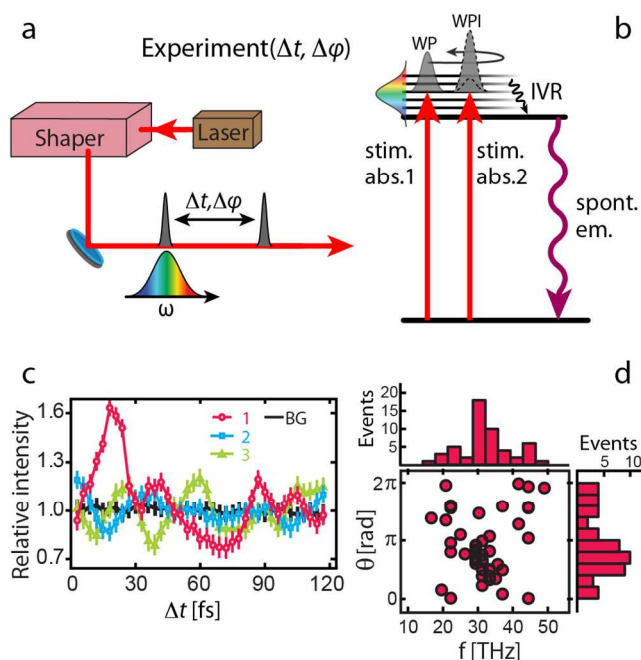 a
Experiment(Δt, Δφ)
Shaper
Laser
Δt,Δφ
ω
b
WP
WPI
IVR
stim.
abs.1
stim.
abs.2
spont.
em.
c
Relative intensity
1.6
1.3
1.0
0.7
1
2
3
BG
0
30
60
90
120
Δt [fs]
d
Events
20
15
10
5
Events
5
10
θ [rad]
2π
π
0
10
20
30
40
50
f [THz]